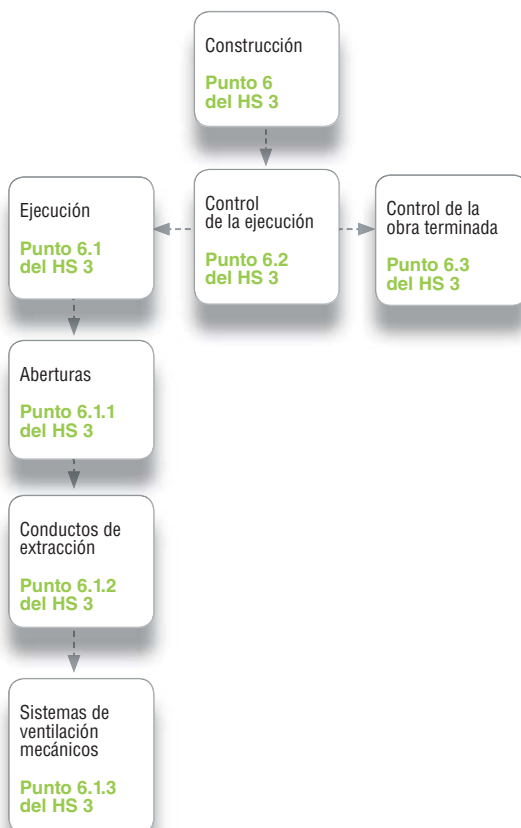 Construcción
Punto 6
del HS 3
Ejecución
Punto 6.1
del HS 3
Control
de la ejecución
Punto 6.2
del HS 3
Control de la
obra terminada
Punto 6.3
del HS 3
Aberturas
Punto 6.1.1
del HS 3
Conductos de
extracción
Punto 6.1.2
del HS 3
Sistemas de
ventilación
mecánicos
Punto 6.1.3
del HS 3